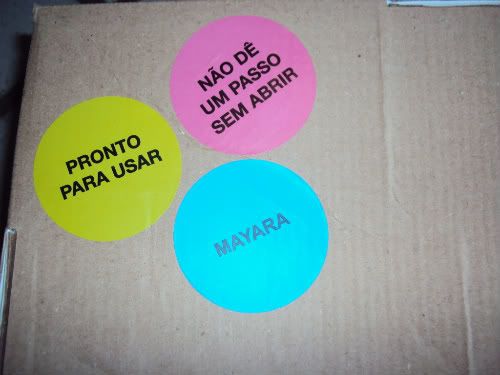 NÃO DÊ
UM PASSO
SEM ABRIR
PRONTO
PARA USAR
MAYARA